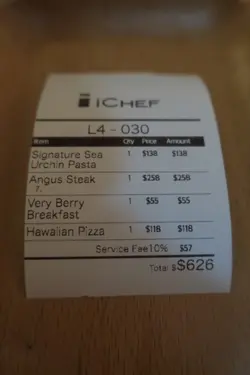 iCHEF
L4 - 030
Item Qty Price Amount
Signature Sea 1 $138 $138
Urchin Pasta
Angus Steak 1 $258 $258
7.
Very Berry 1 $55 $55
Breakfast
Hawaiian Pizza 1 $118 $118
Service Fee10% $57
Total $$626